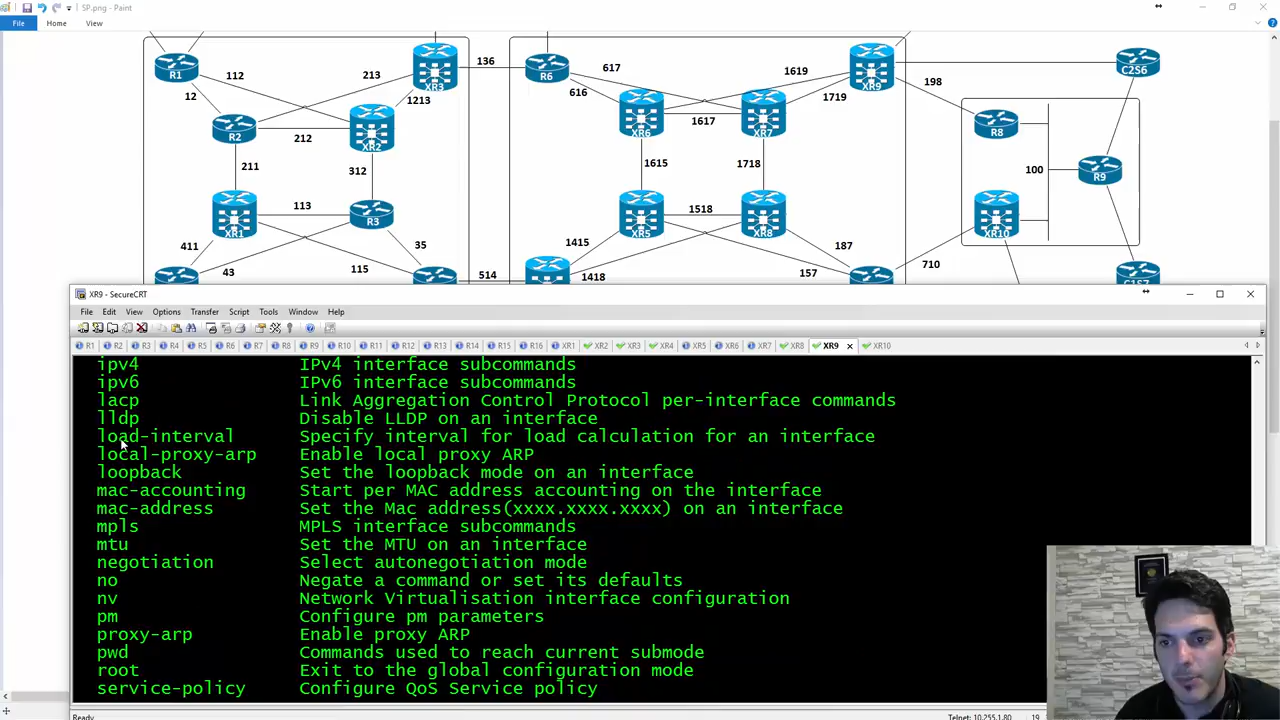 SP.png - Paint
File Home View
R1 112 213 XR3 136 R6 617 1619 XR9 C2S6
12 616 1719 198
1213
R2 212 XR2 XR6 1617 XR7 R8
211 312 1615 1718 100 R9
113 1518
XR1 R3 XR5 XR8 XR10
411 35 1415 187
43 115 514 1418 157 710
C1S7
XR9 - SecureCRT
File Edit View Options Transfer Script Tools Window Help
R1 R2 R3 R4 R5 R6 R7 R8 R9 R10 R11 R12 R13 R14 R15 R16 XR1 XR2 XR3 XR4 XR5 XR6 XR7 XR8 XR9 XR10
ipv4 IPv4 interface subcommands
ipv6 IPv6 interface subcommands
lacp Link Aggregation Control Protocol per-interface commands
lldp Disable LLDP on an interface
load-interval Specify interval for load calculation for an interface
local-proxy-arp Enable local proxy ARP
loopback Set the loopback mode on an interface
mac-accounting Start per MAC address accounting on the interface
mac-address Set the Mac address(xxxx.xxxx.xxxx) on an interface
mpls MPLS interface subcommands
mtu Set the MTU on an interface
negotiation Select autonegotiation mode
no Negate a command or set its defaults
nv Network Virtualisation interface configuration
pm Configure pm parameters
proxy-arp Enable proxy ARP
pwd Commands used to reach current submode
root Exit to the global configuration mode
service-policy Configure QoS Service policy
Ready Telnet: 10.255.1.80 19